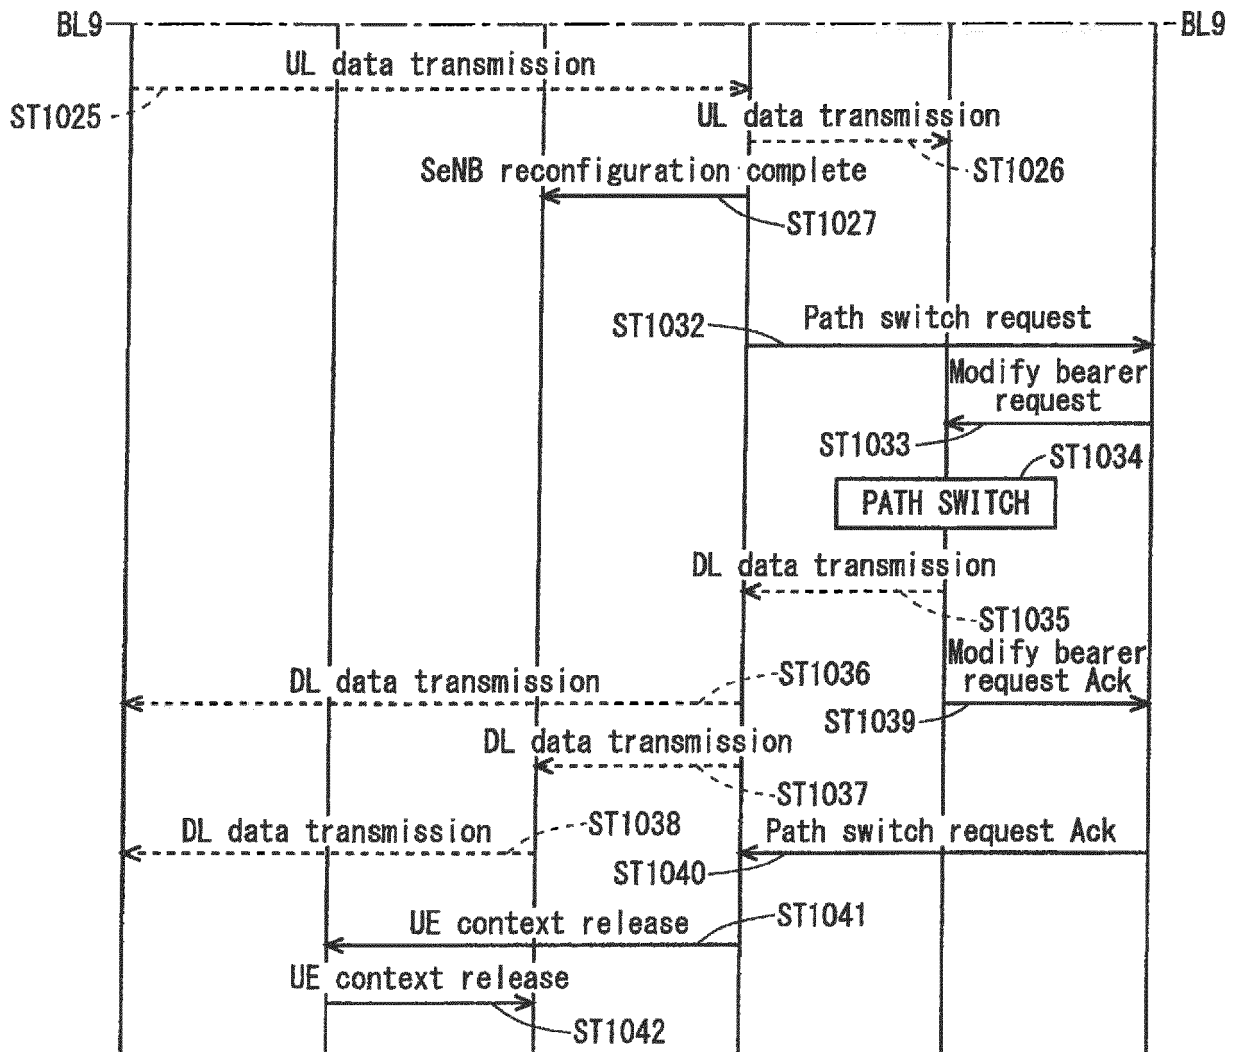 BL9
BL9
UL data transmission
ST1025
UL data transmission
ST1026
SeNB reconfiguration complete
ST1027
Path switch request
ST1032
Modify bearer
request
ST1033
ST1034
PATH SWITCH
DL data transmission
ST1035
Modify bearer
request Ack
DL data transmission
ST1036
ST1039
DL data transmission
ST1037
DL data transmission
ST1038
Path switch request Ack
ST1040
UE context release
ST1041
UE context release
ST1042